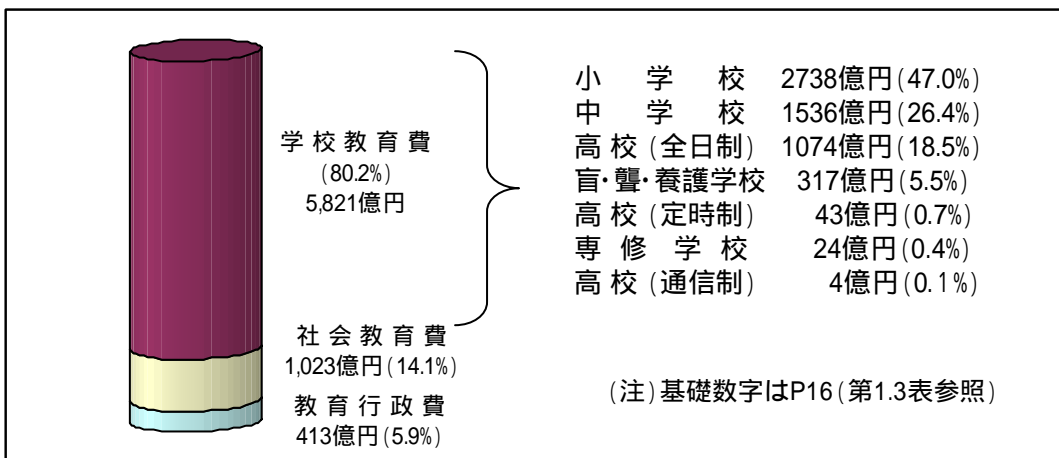 学校教育費
(80.2%)
5,821億円
社会教育費
1,023億円(14.1%)
教育行政費
413億円(5.9%)
小学校 2738億円(47.0%)
中学校 1536億円(26.4%)
高校(全日制) 1074億円(18.5%)
盲・聾・養護学校 317億円(5.5%)
高校(定時制) 43億円(0.7%)
専修学校 24億円(0.4%)
高校(通信制) 4億円(0.1%)
(注)基礎数字はP16(第1.3表参照)